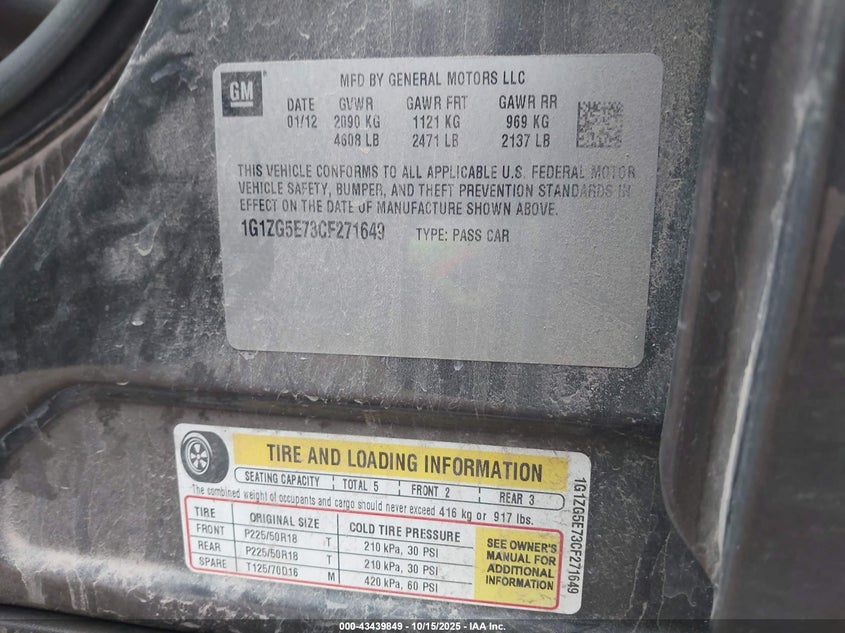 GM
MFD BY GENERAL MOTORS LLC
DATE GVWR GAWR FRT GAWR RR
01/12 2090 KG 1121 KG 969 KG
4608 LB 2471 LB 2137 LB
THIS VEHICLE CONFORMS TO ALL APPLICABLE U.S. FEDERAL MOTOR
VEHICLE SAFETY, BUMPER, AND THEFT PREVENTION STANDARDS IN
EFFECT ON THE DATE OF MANUFACTURE SHOWN ABOVE.
1G1ZG5E73CF271649 TYPE: PASS CAR
TIRE AND LOADING INFORMATION
SEATING CAPACITY TOTAL 5 FRONT 2 REAR 3
The combined weight of occupants and cargo should never exceed 416 kg or 917 lbs.
TIRE ORIGINAL SIZE COLD TIRE PRESSURE
FRONT P225/50R18 T 210 kPa, 30 PSI
REAR P225/50R18 T 210 kPa, 30 PSI
SPARE T125/70D16 M 420 kPa, 60 PSI
SEE OWNER'S
MANUAL FOR
ADDITIONAL
INFORMATION
1G1ZG5E73CF271649
000-43439849 - 10/15/2025 - IAA Inc.